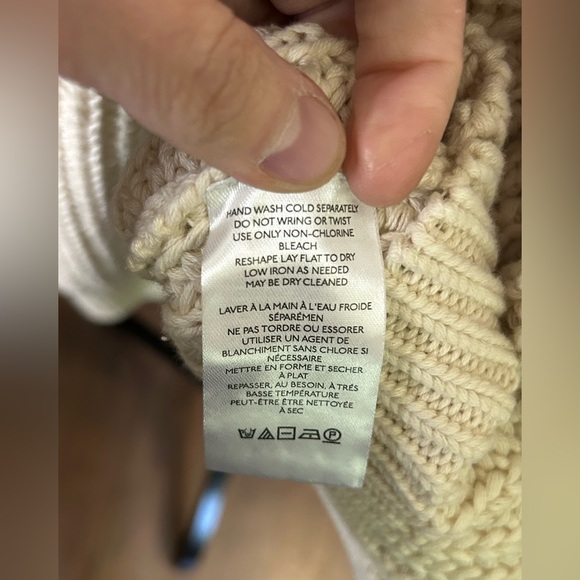 HAND WASH COLD SEPARATELY
DO NOT WRING OR TWIST
USE ONLY NON-CHLORINE
BLEACH
RESHAPE LAY FLAT TO DRY
LOW IRON AS NEEDED
MAY BE DRY CLEANED
LAVER À LA MAIN À L'EAU FROIDE
SÉPARÉMEN
NE PAS TORDRE OU ESSORER
UTILISER UN AGENT DE
BLANCHIMENT SANS CHLORE SI
NÉCESSAIRE
METTRE EN FORME ET SECHER
À PLAT
REPASSER, AU BESOIN, À TRÉS
BASSE TEMPÉRATURE
PEUT-ÊTRE ÊTRE NETTOYÉE
À SEC
P